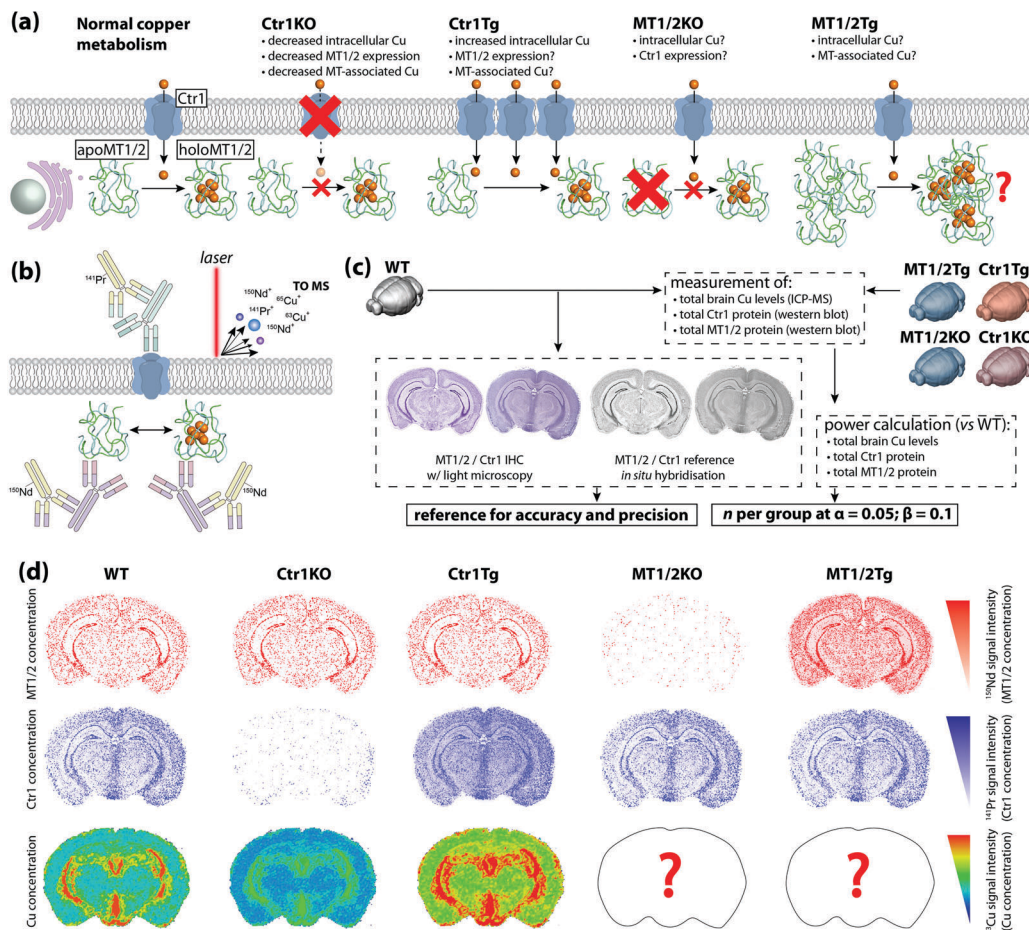 (a)
Normal copper
metabolism
Ctr1KO
• decreased intracellular Cu
• decreased MT1/2 expression
• decreased MT-associated Cu
Ctr1Tg
• increased intracellular Cu
• MT1/2 expression?
• MT-associated Cu?
MT1/2KO
• intracellular Cu?
• Ctr1 expression?
MT1/2Tg
• intracellular Cu?
• MT-associated Cu?
Ctr1
apoMT1/2
holoMT1/2
?
(b)
141Pr
laser
TO MS
150Nd+
65Cu+
141Pr+
63Cu+
150Nd+
150Nd
150Nd
(c)
WT
measurement of:
• total brain Cu levels (ICP-MS)
• total Ctr1 protein (western blot)
• total MT1/2 protein (western blot)
MT1/2Tg
Ctr1Tg
MT1/2KO
Ctr1KO
MT1/2 / Ctr1 IHC
w/ light microscopy
MT1/2 / Ctr1 reference
in situ hybridisation
power calculation (vs WT):
• total brain Cu levels
• total Ctr1 protein
• total MT1/2 protein
reference for accuracy and precision
n per group at α = 0.05; β = 0.1
(d)
WT
Ctr1KO
Ctr1Tg
MT1/2KO
MT1/2Tg
MT1/2 concentration
150Nd signal intensity
(MT1/2 concentration)
Ctr1 concentration
141Pr signal intensity
(Ctr1 concentration)
Cu concentration
?
?
3Cu signal intensity
(Cu concentration)